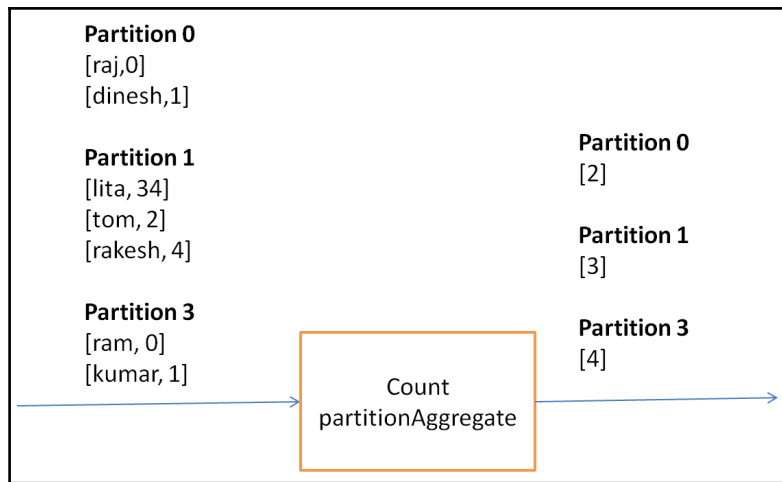 Partition 0
[raj,0]
[dinesh,1]
Partition 1
[lita, 34]
[tom, 2]
[rakesh, 4]
Partition 3
[ram, 0]
[kumar, 1]
Count
partitionAggregate
Partition 0
[2]
Partition 1
[3]
Partition 3
[4]